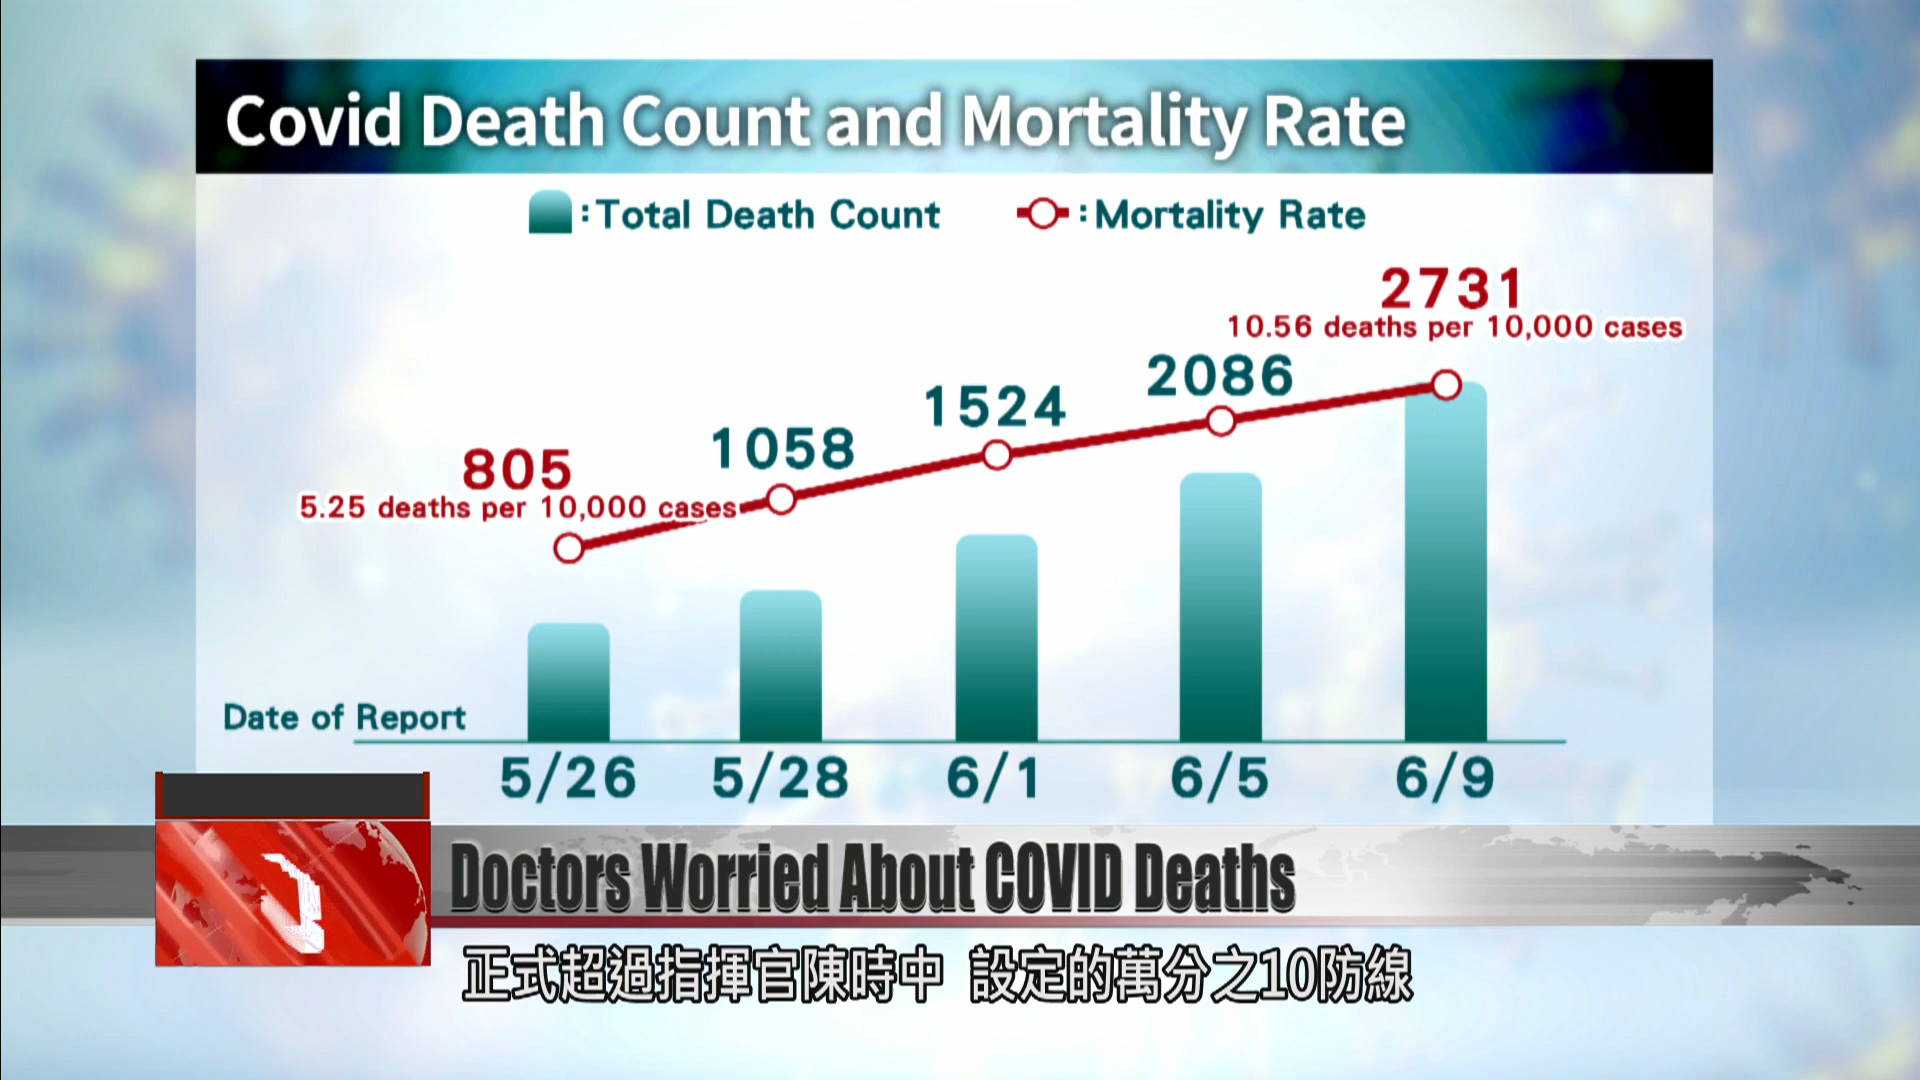 Covid Death Count and Mortality Rate
:Total Death Count :Mortality Rate
2731
10.56 deaths per 10,000 cases
2086
1524
1058
805
5.25 deaths per 10,000 cases
Date of Report
5/26 5/28 6/1 6/5 6/9
Doctors Worried About COVID Deaths
正式超過指揮官陳時中 設定的萬分之10防線